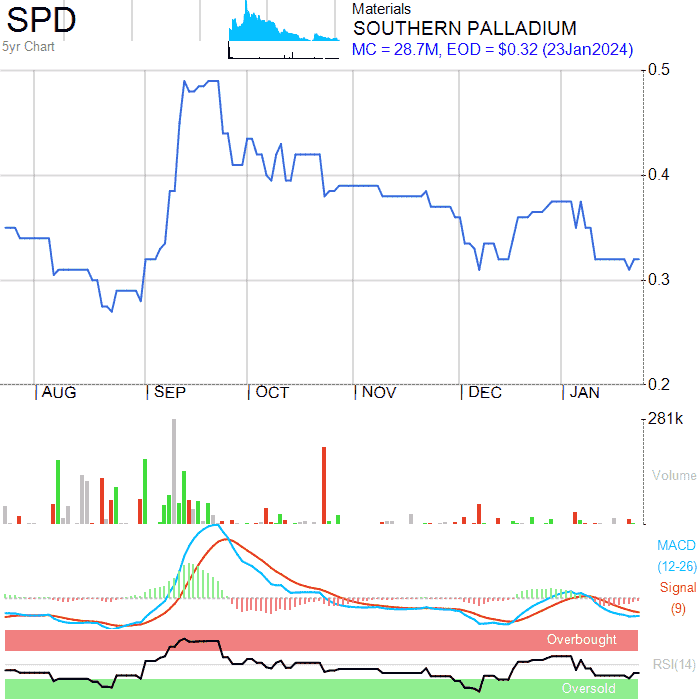 SPD
5yr Chart
Materials
SOUTHERN PALLADIUM
MC = 28.7M, EOD = $0.32 (23Jan2024)
0.5
0.4
0.3
0.2
AUG SEP OCT NOV DEC JAN
281k
Volume
MACD
(12-26)
Signal
(9)
Overbought
RSI(14)
Oversold